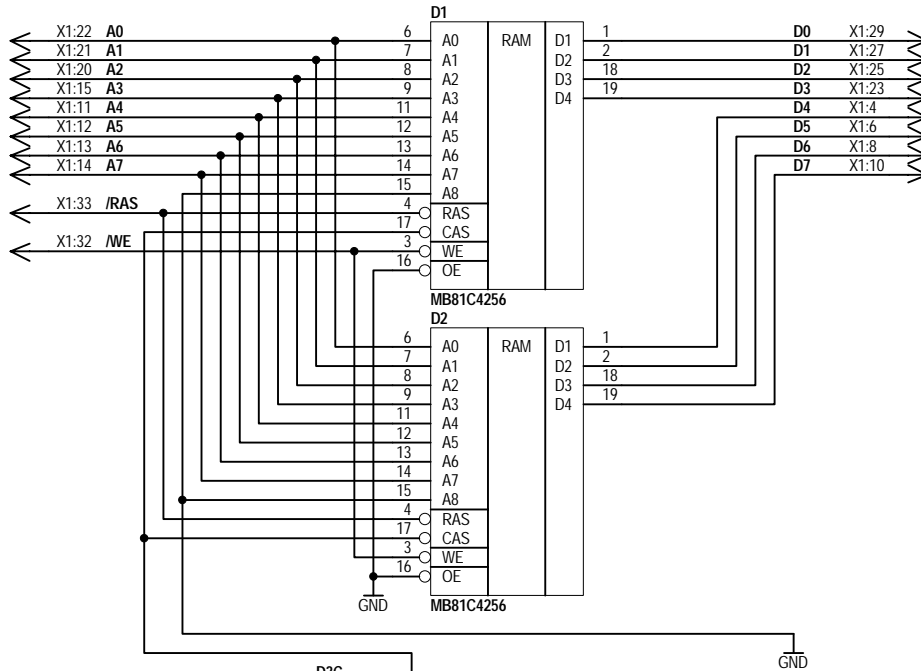 D1
X1:22 A0 6 A0 RAM D1 1 D0 X1:29
X1:21 A1 7 A1 D2 2 D1 X1:27
X1:20 A2 8 A2 D3 18 D2 X1:25
X1:15 A3 9 A3 D4 19 D3 X1:23
X1:11 A4 11 A4 D4 X1:4
X1:12 A5 12 A5 D5 X1:6
X1:13 A6 13 A6 D6 X1:8
X1:14 A7 14 A7 D7 X1:10
15 A8
X1:33 /RAS 4 RAS
17 CAS
X1:32 /WE 3 WE
16 OE
MB81C4256
D2
6 A0 RAM D1 1
7 A1 D2 2
8 A2 D3 18
9 A3 D4 19
11 A4
12 A5
13 A6
14 A7
15 A8
4 RAS
17 CAS
3 WE
16 OE
GND MB81C4256
GND